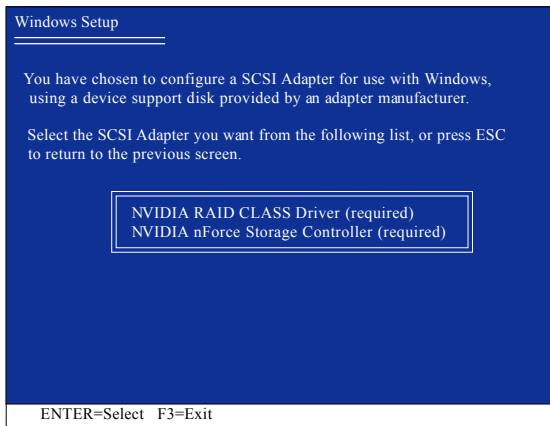 Windows Setup
You have chosen to configure a SCSI Adapter for use with Windows,
using a device support disk provided by an adapter manufacturer.
Select the SCSI Adapter you want from the following list, or press ESC
to return to the previous screen.
NVIDIA RAID CLASS Driver (required)
NVIDIA nForce Storage Controller (required)
ENTER=Select F3=Exit